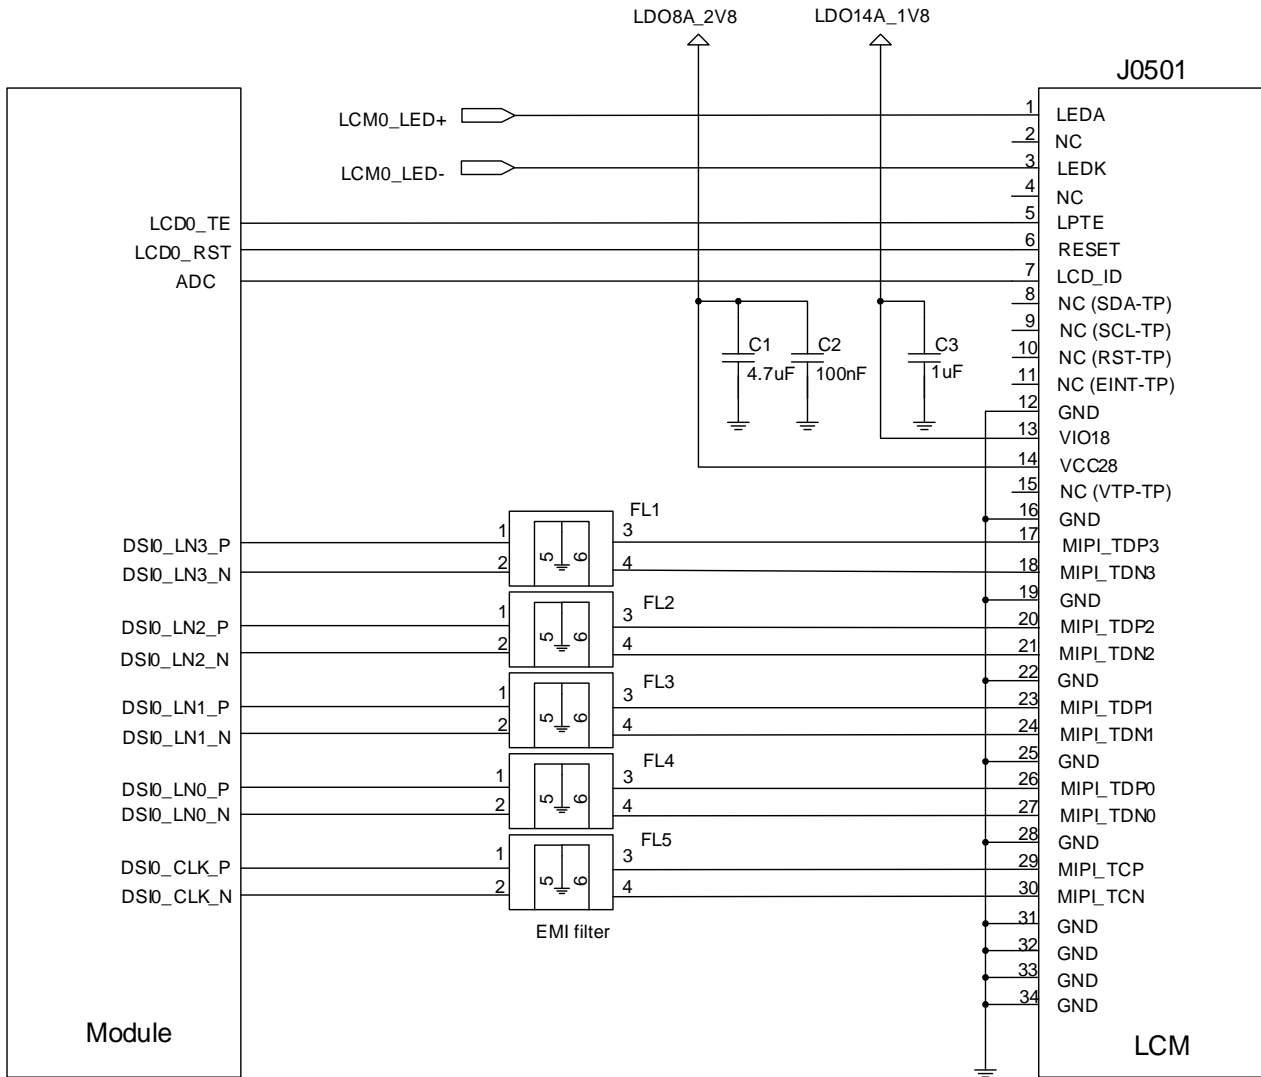 LDO8A_2V8
LDO14A_1V8
J0501
LCM0_LED+
1
LEDA
2
NC
LCM0_LED-
3
LEDK
4
NC
LCD0_TE
5
LPTE
LCD0_RST
6
RESET
ADC
7
LCD_ID
8
NC (SDA-TP)
9
NC (SCL-TP)
C1
4.7uF
C2
100nF
C3
1uF
10
NC (RST-TP)
11
NC (EINT-TP)
12
GND
13
VIO18
14
VCC28
15
NC (VTP-TP)
16
GND
FL1
DSI0_LN3_P
1
3
17
MIPI_TDP3
DSI0_LN3_N
2
5
6
4
18
MIPI_TDN3
19
GND
FL2
DSI0_LN2_P
1
3
20
MIPI_TDP2
DSI0_LN2_N
2
5
6
4
21
MIPI_TDN2
22
GND
FL3
DSI0_LN1_P
1
3
23
MIPI_TDP1
DSI0_LN1_N
2
5
6
4
24
MIPI_TDN1
25
GND
FL4
DSI0_LN0_P
1
3
26
MIPI_TDP0
DSI0_LN0_N
2
5
6
4
27
MIPI_TDN0
28
GND
FL5
DSI0_CLK_P
1
3
29
MIPI_TCP
DSI0_CLK_N
2
5
6
4
30
MIPI_TCN
EMI filter
31
GND
32
GND
33
GND
34
GND
Module
LCM